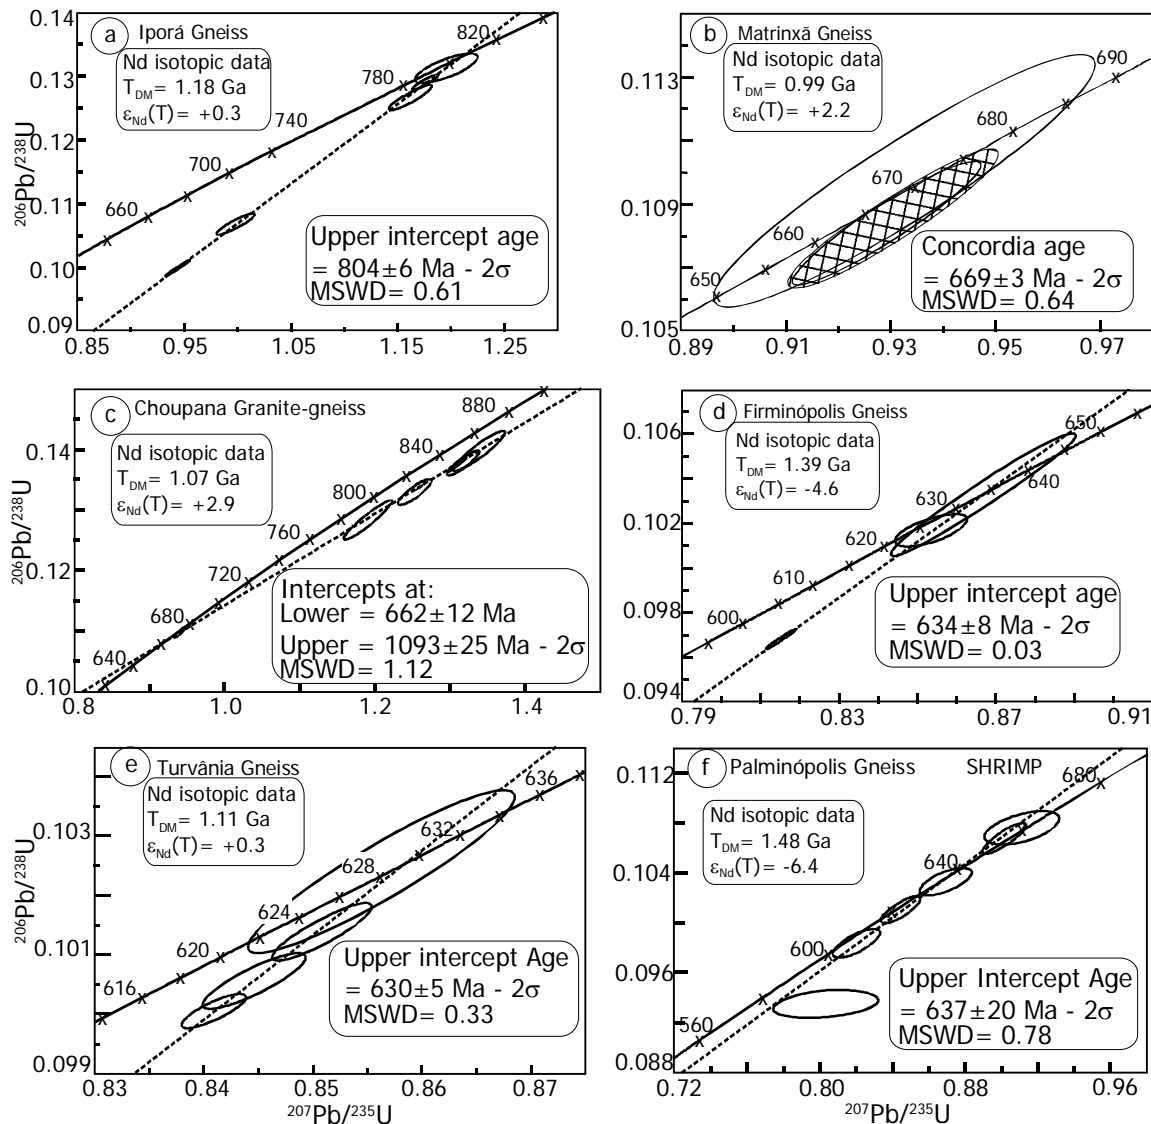 a Iporá Gneiss
Nd isotopic data
T_DM= 1.18 Ga
ε_Nd(T)= +0.3
Upper intercept age
= 804±6 Ma - 2σ
MSWD= 0.61
660
700
740
780
820
0.14
0.13
0.12
0.11
0.10
0.09
0.85
0.95
1.05
1.15
1.25
²⁰⁶Pb/²³⁸U
b Matrinxã Gneiss
Nd isotopic data
T_DM= 0.99 Ga
ε_Nd(T)= +2.2
Concordia age
= 669±3 Ma - 2σ
MSWD= 0.64
650
660
670
680
690
0.113
0.109
0.105
0.89
0.91
0.93
0.95
0.97
c Choupana Granite-gneiss
Nd isotopic data
T_DM= 1.07 Ga
ε_Nd(T)= +2.9
Intercepts at:
Lower = 662±12 Ma
Upper = 1093±25 Ma - 2σ
MSWD= 1.12
640
680
720
760
800
840
880
0.14
0.12
0.10
0.8
1.0
1.2
1.4
²⁰⁶Pb/²³⁸U
d Firminópolis Gneiss
Nd isotopic data
T_DM= 1.39 Ga
ε_Nd(T)= -4.6
Upper intercept age
= 634±8 Ma - 2σ
MSWD= 0.03
600
610
620
630
640
650
0.106
0.102
0.098
0.094
0.79
0.83
0.87
0.91
e Turvânia Gneiss
Nd isotopic data
T_DM= 1.11 Ga
ε_Nd(T)= +0.3
Upper intercept Age
= 630±5 Ma - 2σ
MSWD= 0.33
616
620
624
628
632
636
0.103
0.101
0.099
0.83
0.84
0.85
0.86
0.87
²⁰⁶Pb/²³⁸U
²⁰⁷Pb/²³⁵U
f Palminópolis Gneiss SHRIMP
Nd isotopic data
T_DM= 1.48 Ga
ε_Nd(T)= -6.4
Upper Intercept Age
= 637±20 Ma - 2σ
MSWD= 0.78
560
600
640
680
0.112
0.104
0.096
0.088
0.72
0.80
0.88
0.96
²⁰⁷Pb/²³⁵U